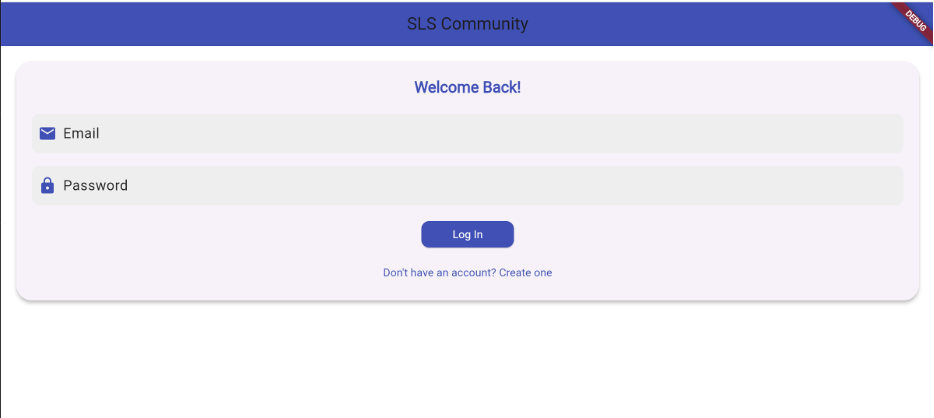 SLS Community
DEBUG
Welcome Back!
Email
Password
Log In
Don't have an account? Create one